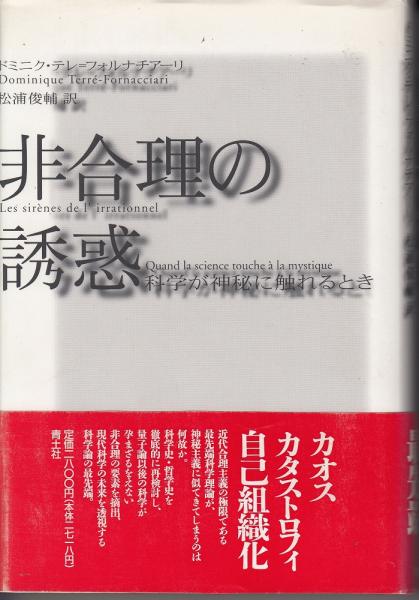 ドミニク・テレ=フォルナチアーリ
Dominique Terré-Fornacciari
松浦俊輔 訳
非合理の
Les sirènes de l'irrationnel
誘惑
Quand la science touche à la mystique
科学が神秘に触れるとき
カオス
カタストロフィ
自己組織化
近代合理主義の極限である
最先端科学理論が、
神秘主義に似てきてしまうのは
何故か。
科学史・哲学史を
徹底的に再検討し、
量子論以後の科学が
孕まざるをえない
非合理の要素を摘出、
現代科学の未来を透視する
科学論の最先端。
青土社
定価二八〇〇円(本体二七一八円)